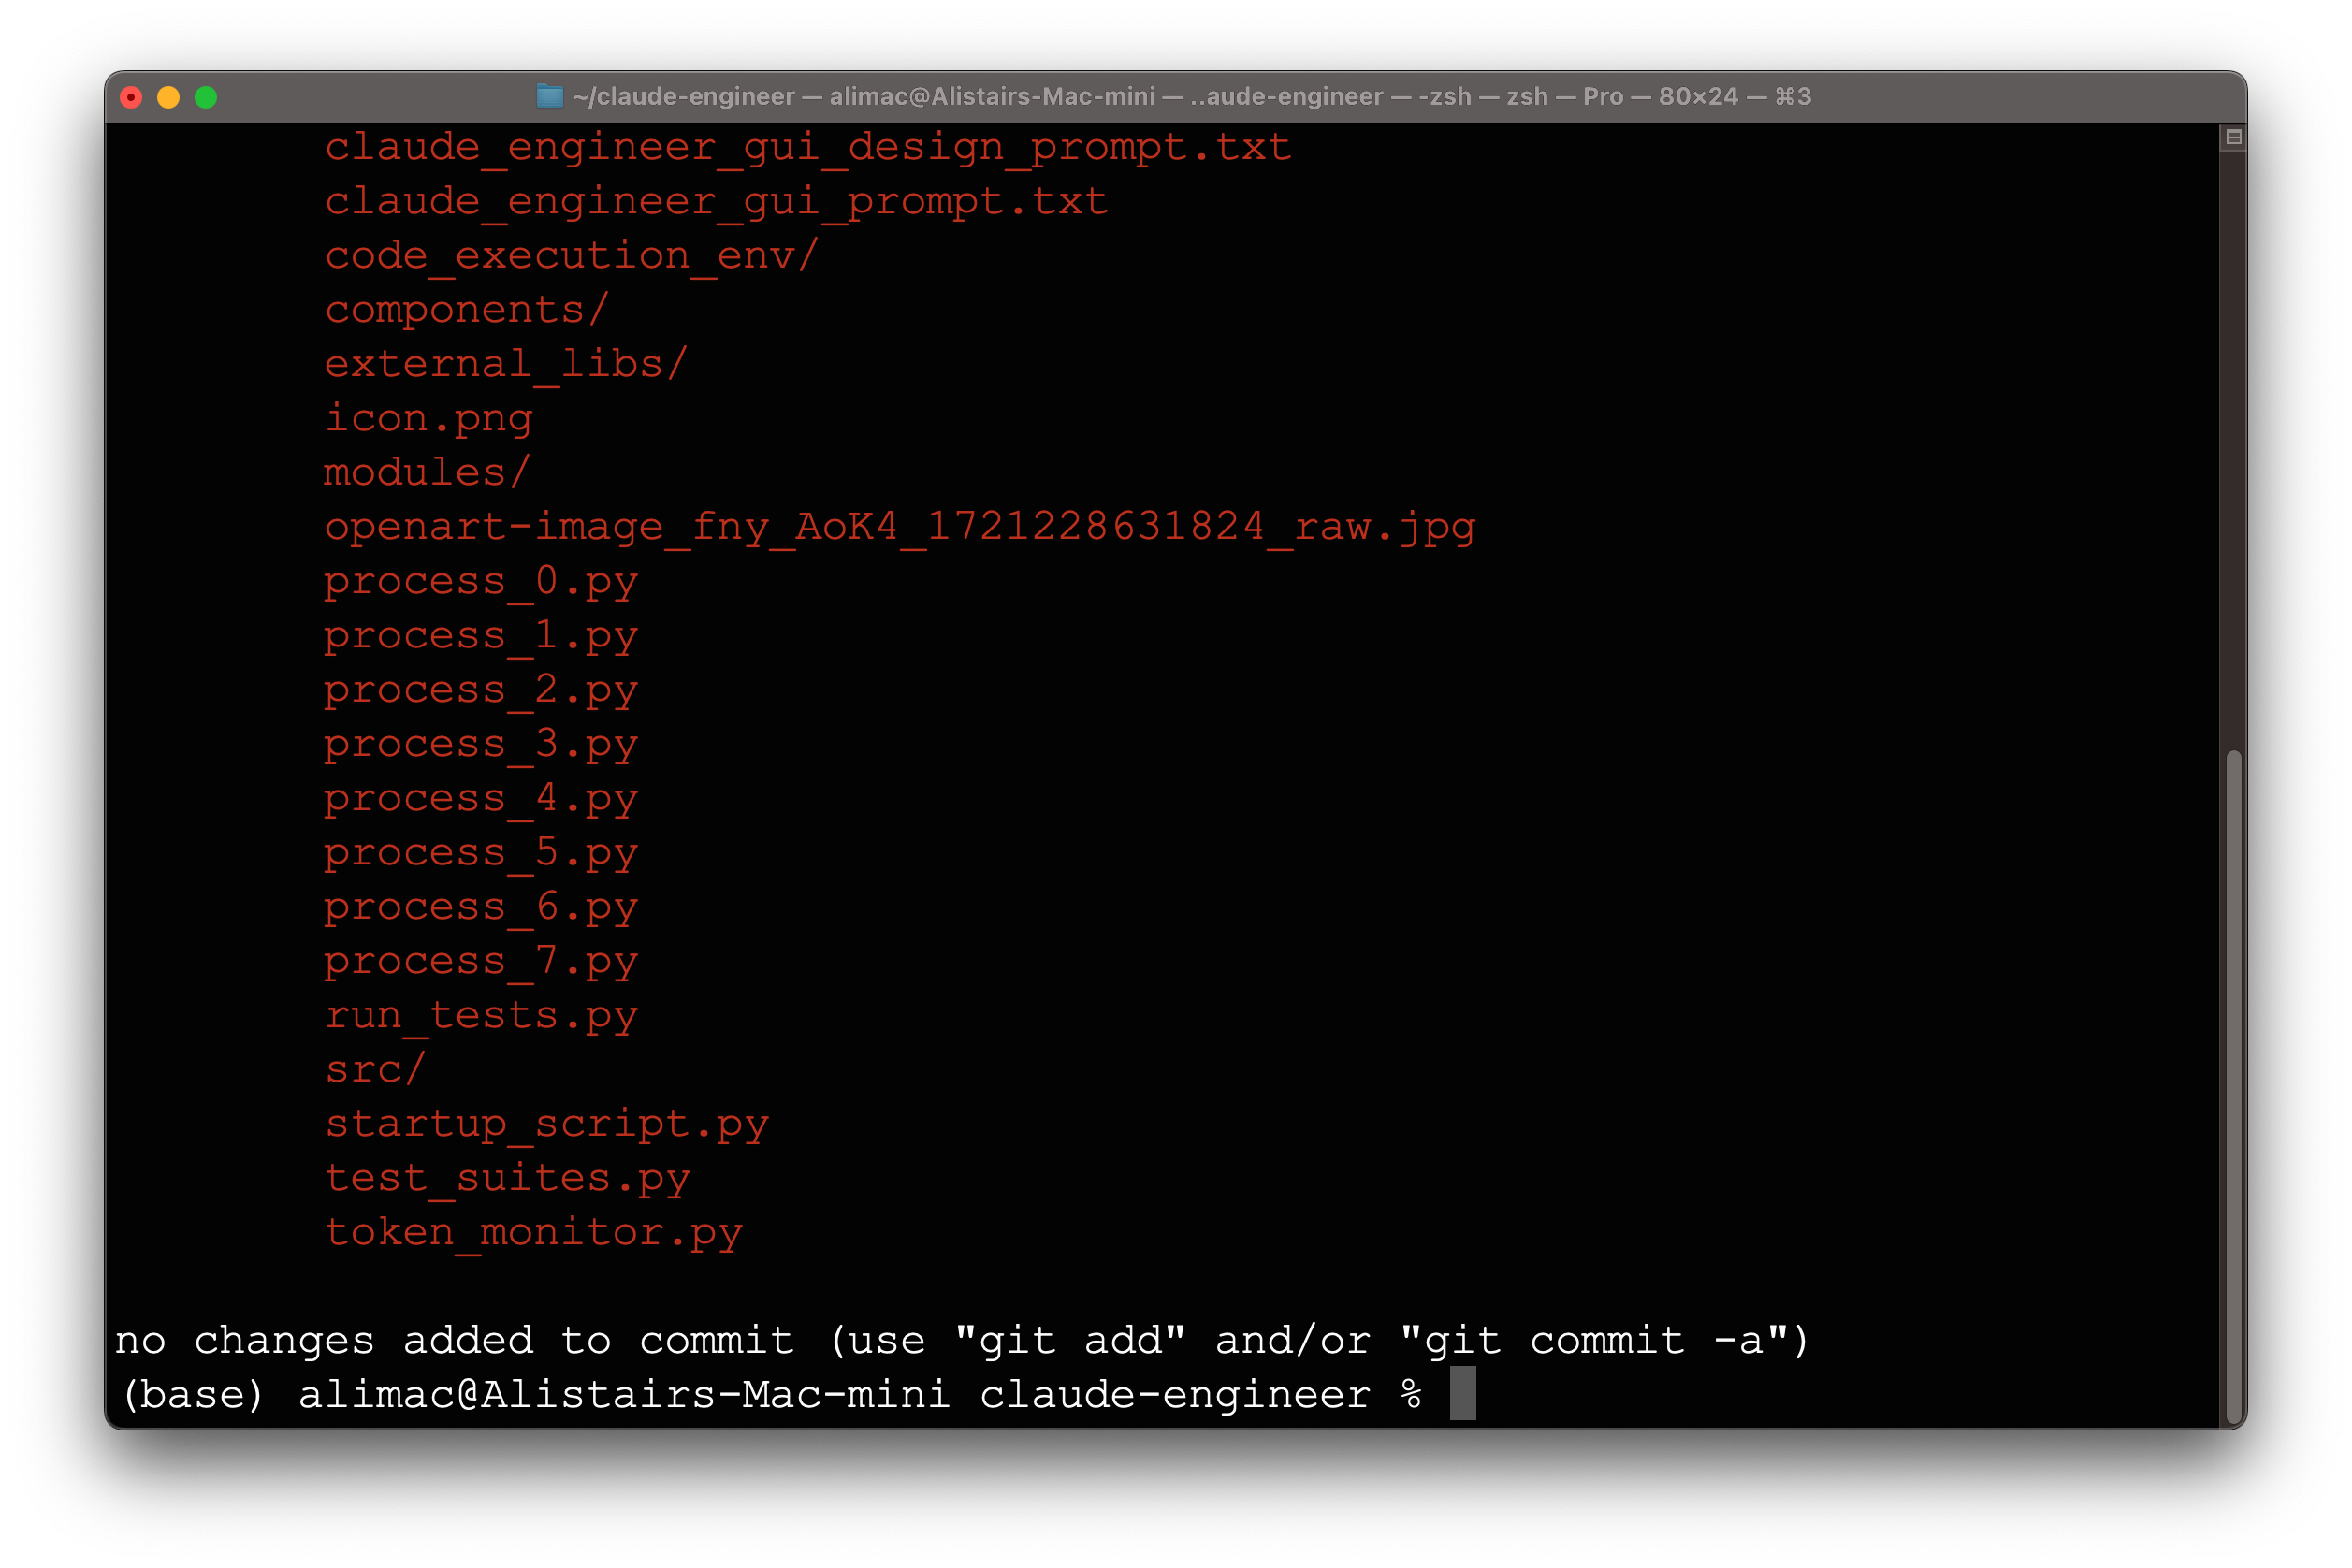 ~/claude-engineer — alimac@Alistairs-Mac-mini — ..aude-engineer — -zsh — zsh — Pro — 80×24 — ⌘3
claude_engineer_gui_design_prompt.txt
claude_engineer_gui_prompt.txt
code_execution_env/
components/
external_libs/
icon.png
modules/
openart-image_fny_AoK4_1721228631824_raw.jpg
process_0.py
process_1.py
process_2.py
process_3.py
process_4.py
process_5.py
process_6.py
process_7.py
run_tests.py
src/
startup_script.py
test_suites.py
token_monitor.py
no changes added to commit (use "git add" and/or "git commit -a")
(base) alimac@Alistairs-Mac-mini claude-engineer %